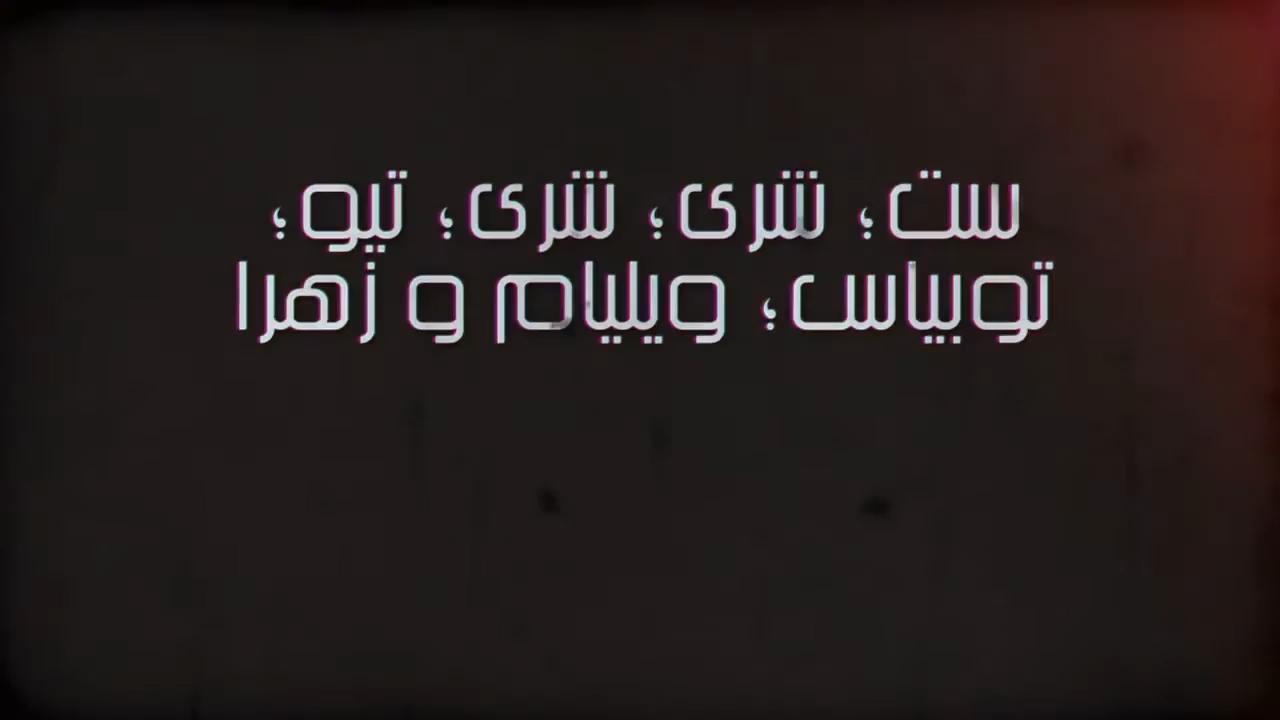 ست؛ شری؛ شری؛ تیو؛
توبیاس؛ ویلیام و زهرا